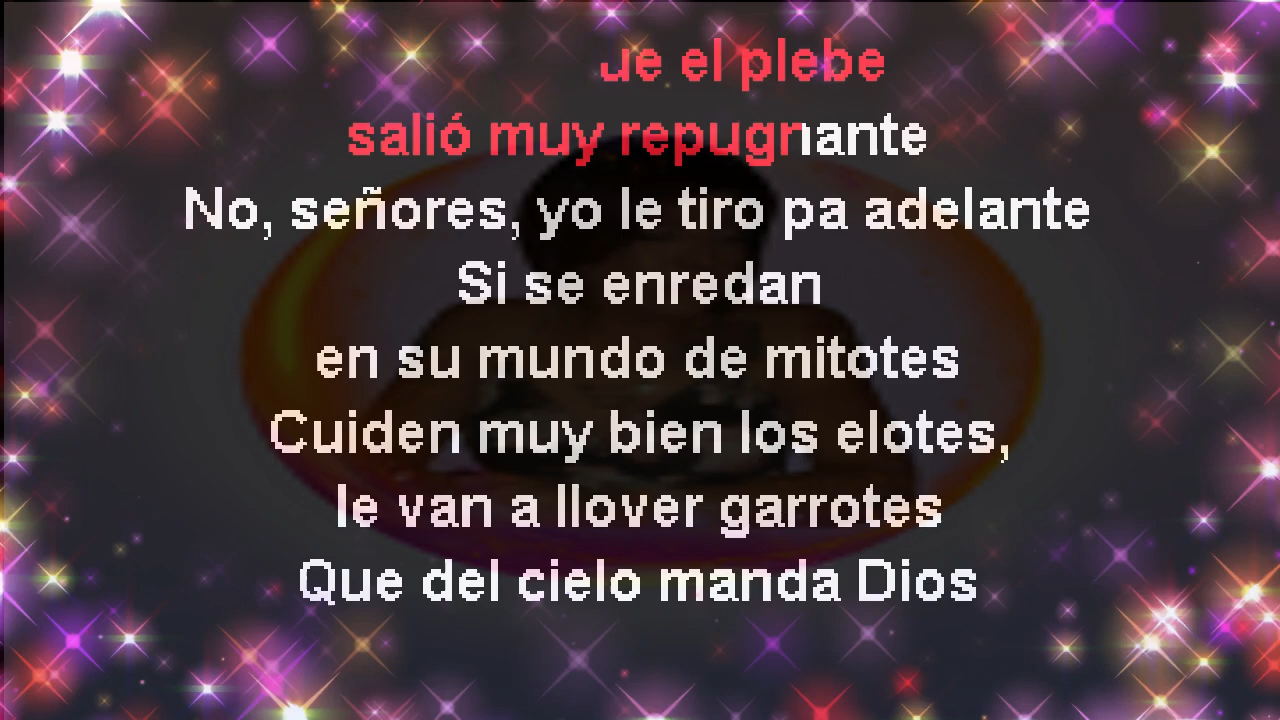 el plebe
salió muy repugnante
No, señores, yo le tiro pa adelante
Si se enredan
en su mundo de mitotes
Cuiden muy bien los elotes,
le van a llover garrotes
Que del cielo manda Dios